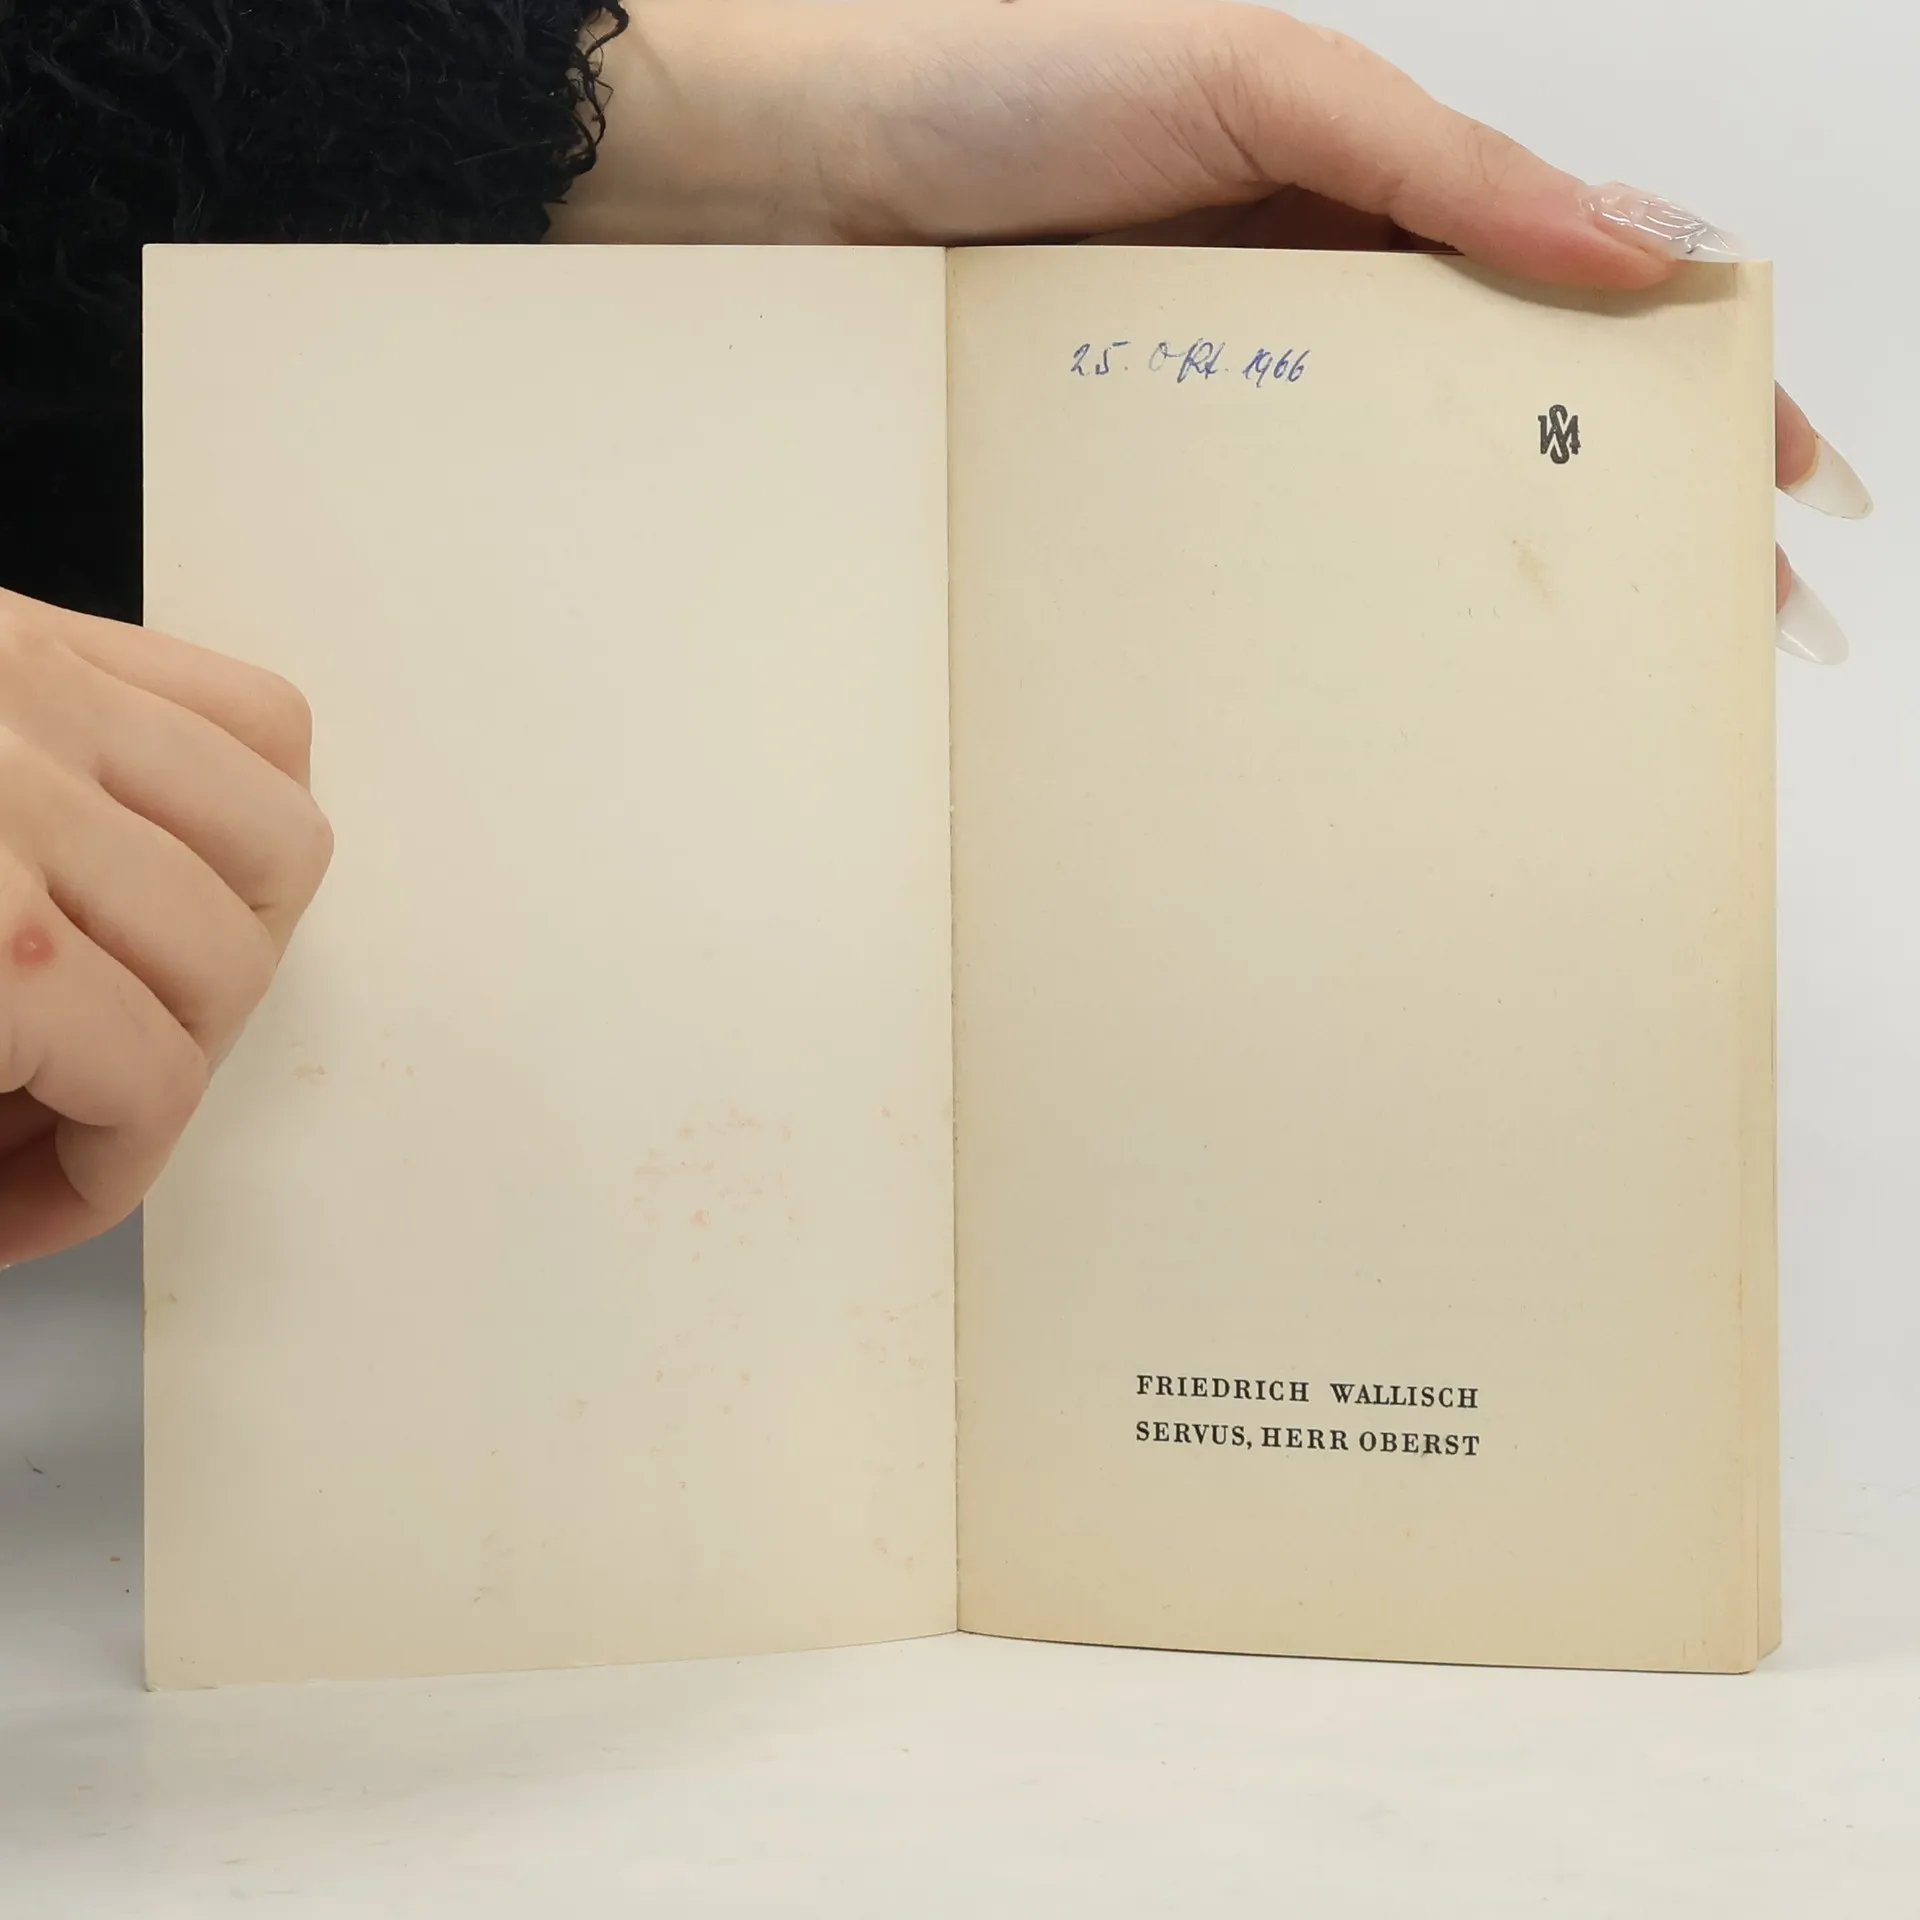 25. Okt. 1966
FRIEDRICH WALLISCH
SERVUS, HERR OBERST